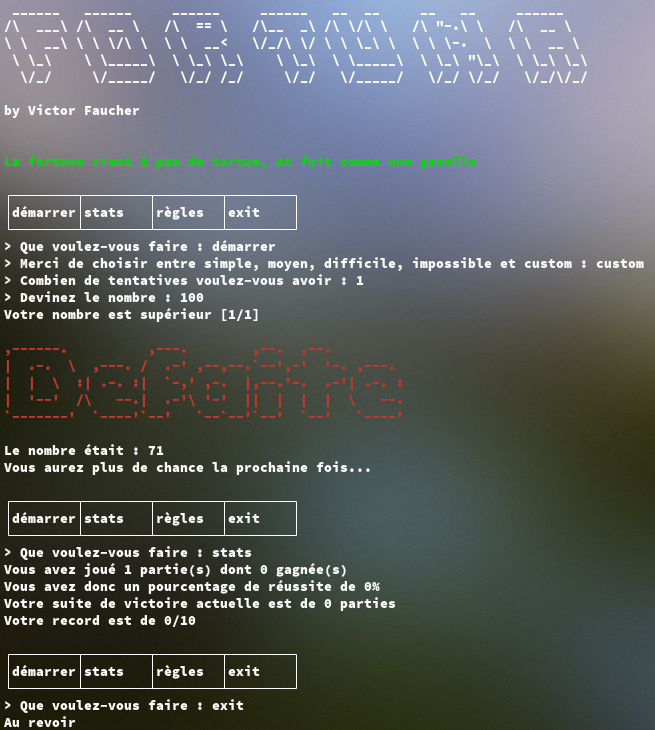 FORTUNA
by Victor Faucher
La fortune vient à pas de tortue, et fuit comme une gazelle
démarrer stats règles exit
> Que voulez-vous faire : démarrer
> Merci de choisir entre simple, moyen, difficile, impossible et custom : custom
> Combien de tentatives voulez-vous avoir : 1
> Devinez le nombre : 100
Votre nombre est supérieur [1/1]
Défaite
Le nombre était : 71
Vous aurez plus de chance la prochaine fois...
démarrer stats règles exit
> Que voulez-vous faire : stats
Vous avez joué 1 partie(s) dont 0 gagnée(s)
Vous avez donc un pourcentage de réussite de 0%
Votre suite de victoire actuelle est de 0 parties
Votre record est de 0/10
démarrer stats règles exit
> Que voulez-vous faire : exit
Au revoir